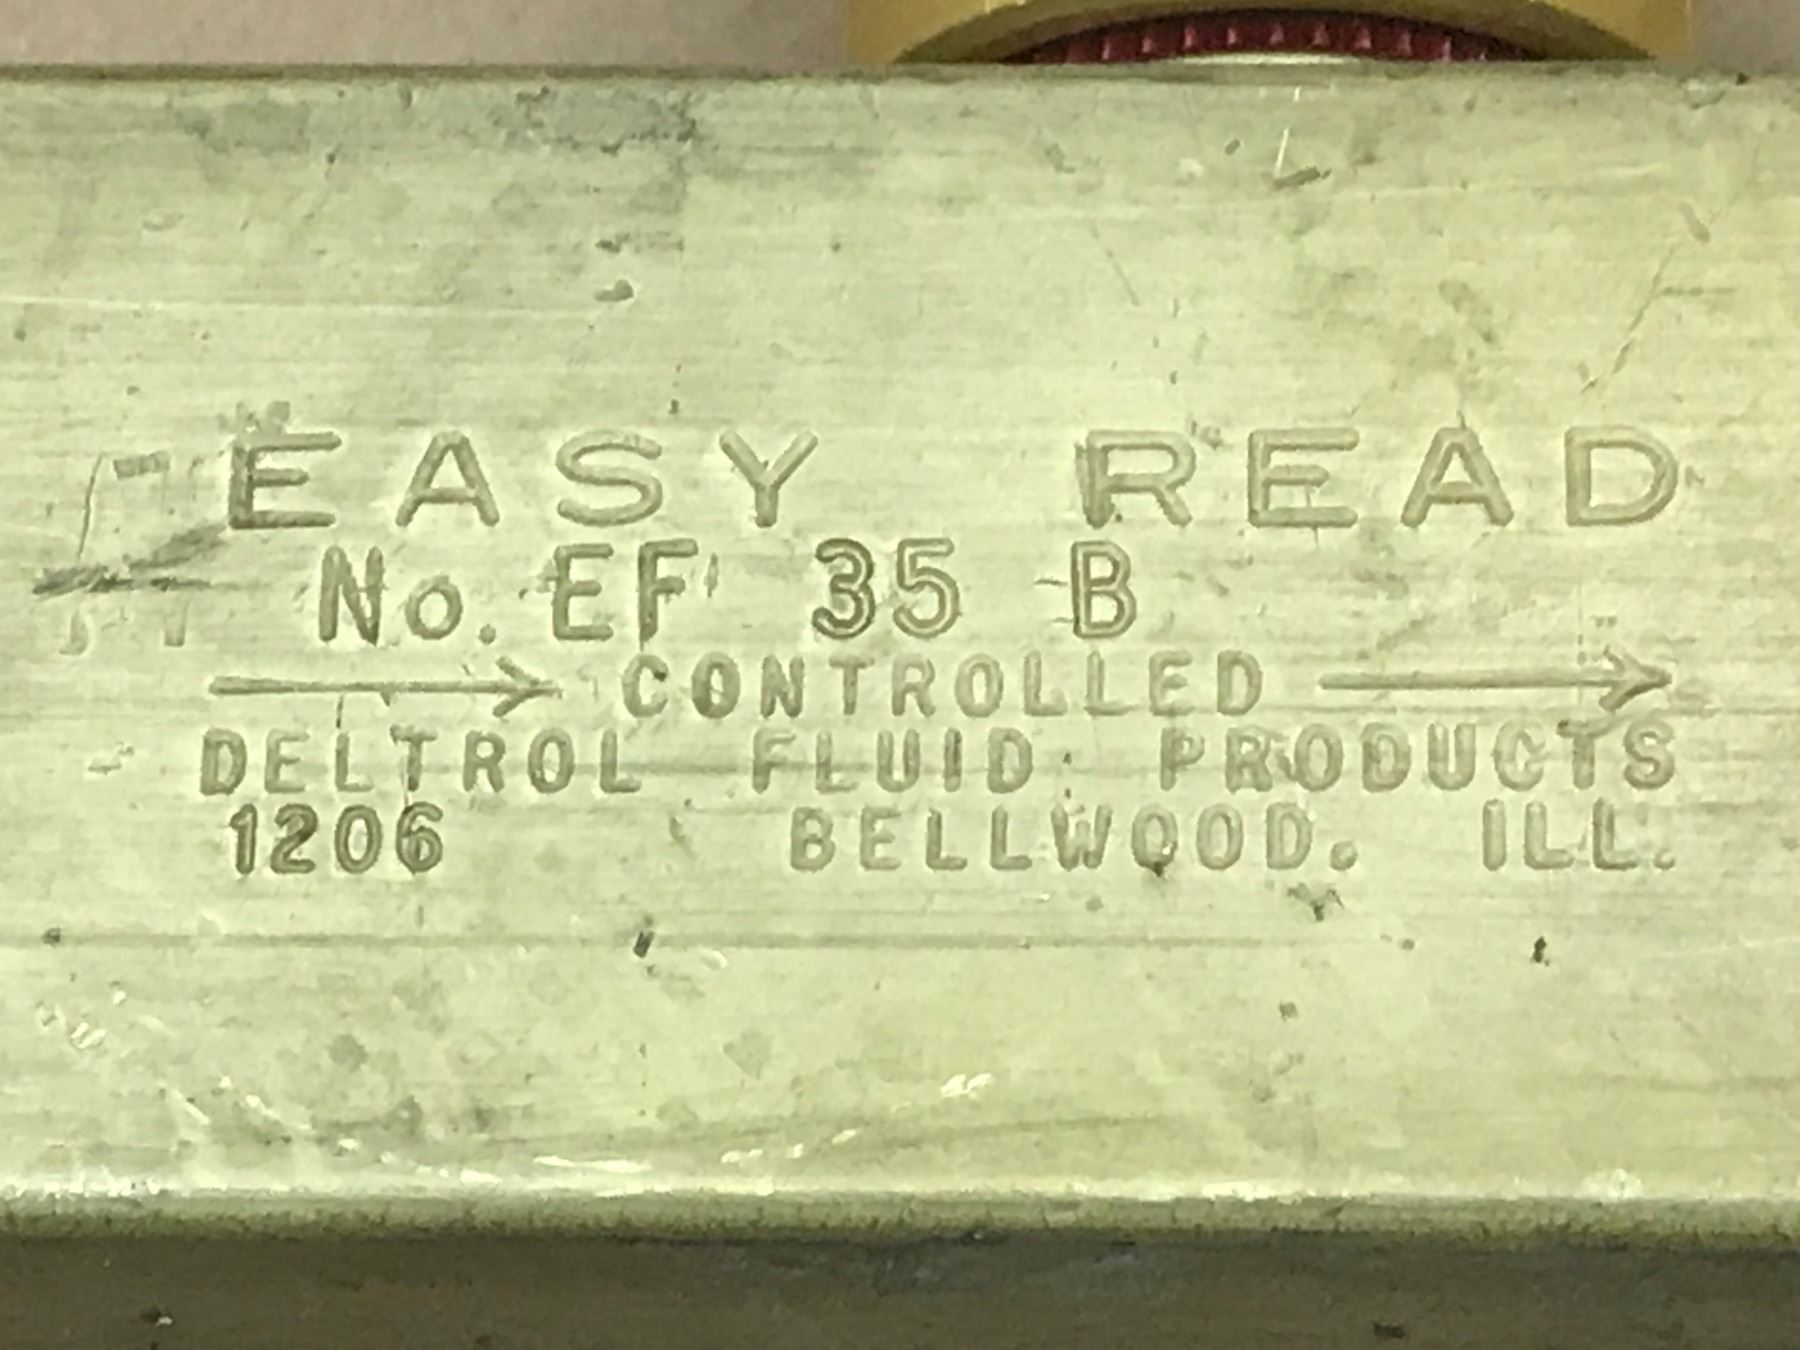 EASY READ
No. EF 35 B
→ CONTROLLED →
DELTROL FLUID PRODUCTS
1206 BELLWOOD. ILL.